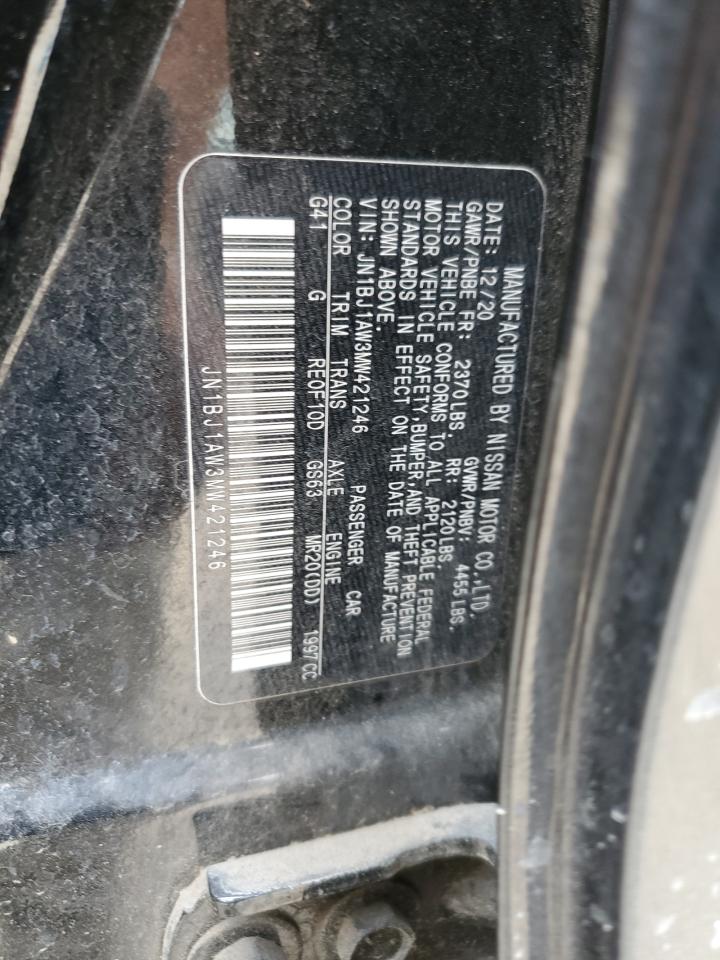 MANUFACTURED BY NISSAN MOTOR CO.,LTD.
DATE: 12/20 GVWR/PNBV: 4455 LBS.
GAWR/PNBE FR: 2370LBS. RR: 2120LBS
THIS VEHICLE CONFORMS TO ALL APPLICABLE FEDERAL
MOTOR VEHICLE SAFETY,BUMPER,AND THEFT PREVENTION
STANDARDS IN EFFECT ON THE DATE OF MANUFACTURE
SHOWN ABOVE.
VIN: JN1BJ1AW3MW421246 PASSENGER CAR
COLOR TRIM TRANS AXLE ENGINE
G41 G RE0F10D GS63 MR20(DD) 1997CC
JN1BJ1AW3MW421246